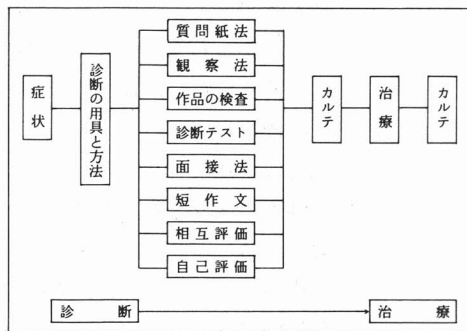 症状
診断の用具と方法
質問紙法
観察法
作品の検査
診断テスト
面接法
短作文
相互評価
自己評価
カルテ
治療
カルテ
診断
治療